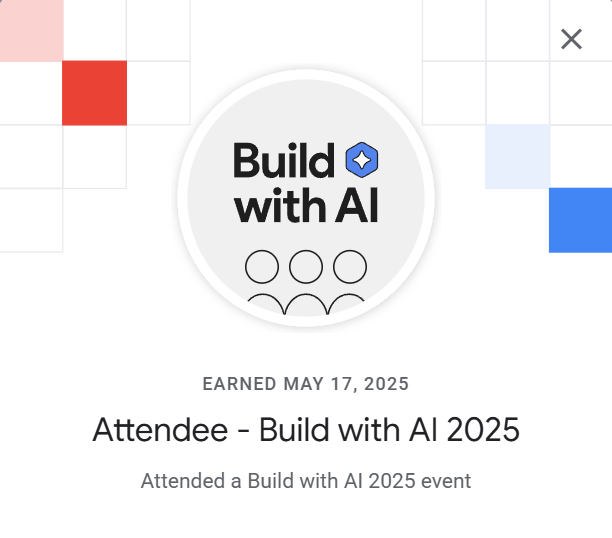 Build
with AI
EARNED MAY 17, 2025
Attendee - Build with AI 2025
Attended a Build with AI 2025 event